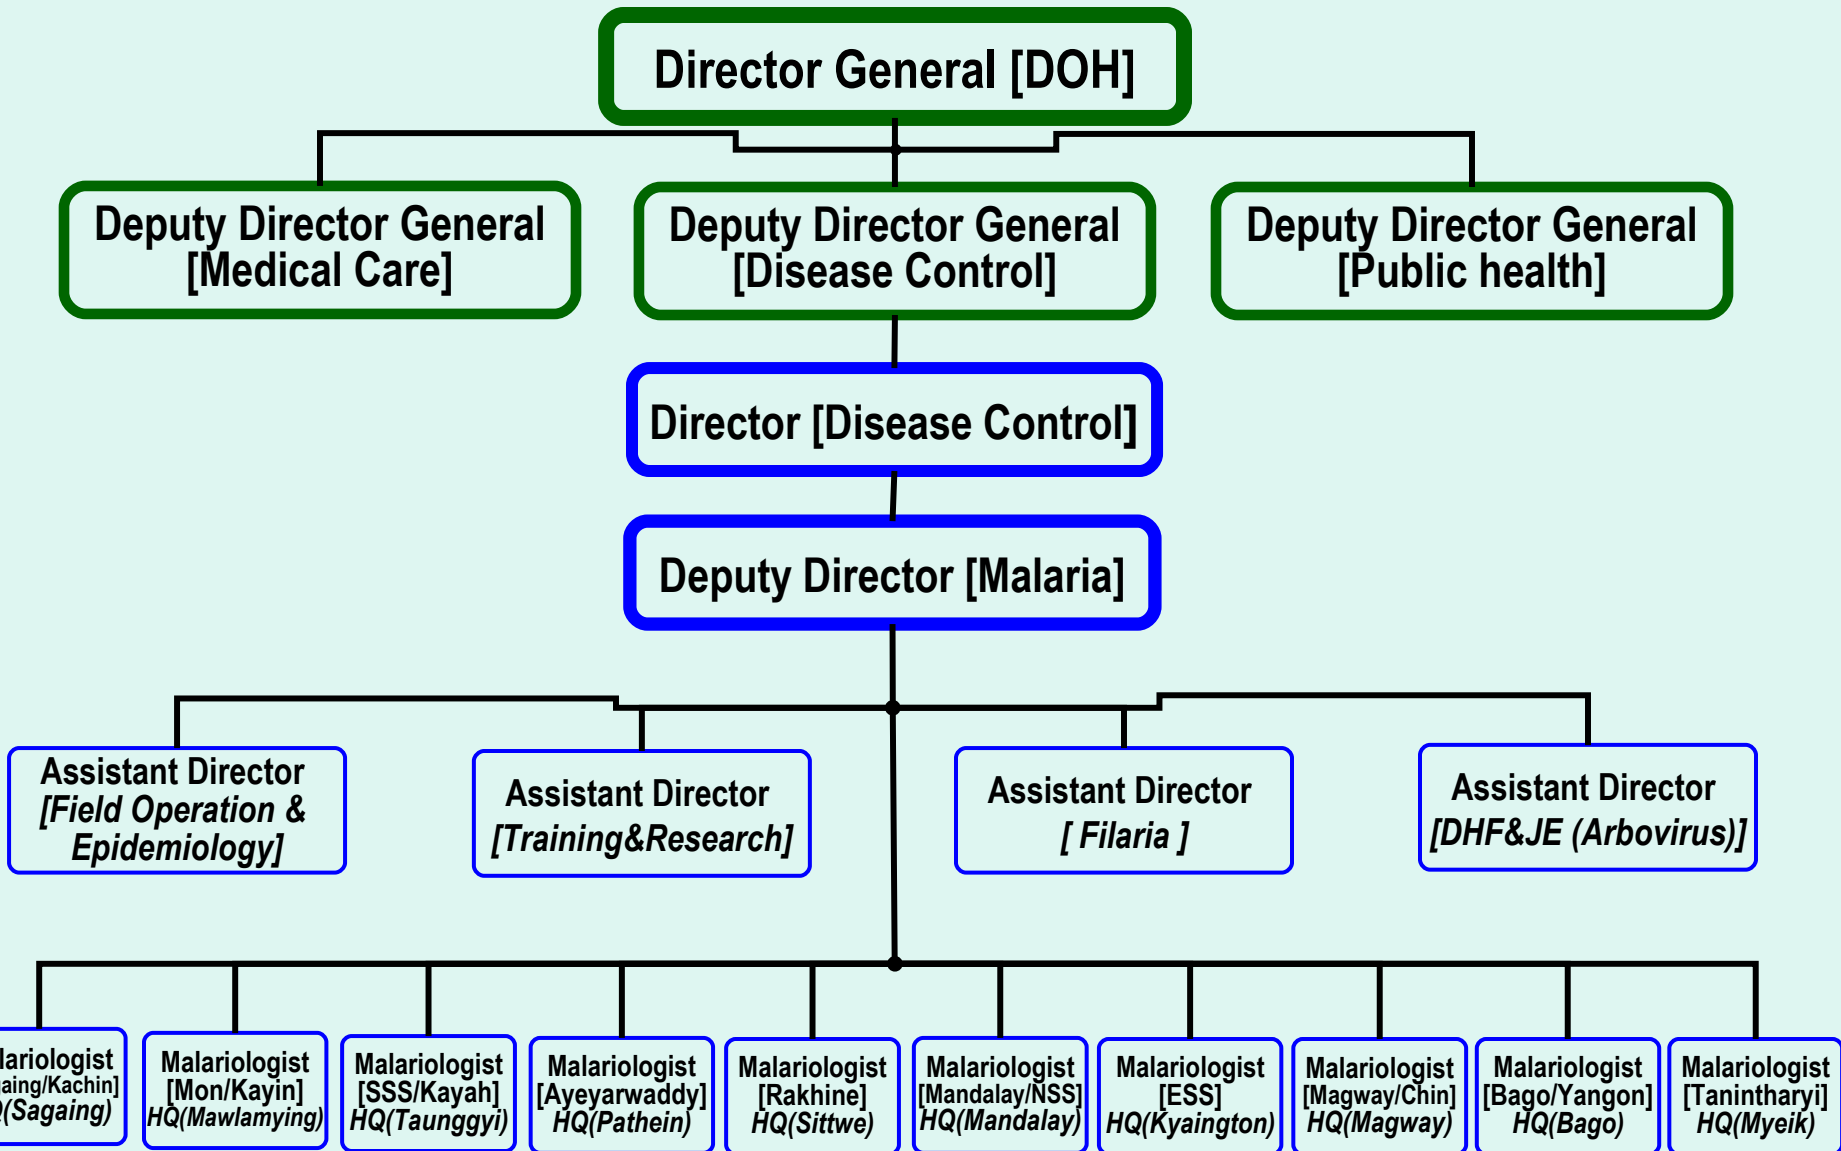 Director General [DOH]
Deputy Director General
[Medical Care]
Deputy Director General
[Disease Control]
Deputy Director General
[Public health]
Director [Disease Control]
Deputy Director [Malaria]
Assistant Director
[Field Operation &
Epidemiology]
Assistant Director
[Training&Research]
Assistant Director
[ Filaria ]
Assistant Director
[DHF&JE (Arbovirus)]
lariologist
aing/Kachin]
(Sagaing)
Malariologist
[Mon/Kayin]
HQ(Mawlamying)
Malariologist
[SSS/Kayah]
HQ(Taunggyi)
Malariologist
[Ayeyarwaddy]
HQ(Pathein)
Malariologist
[Rakhine]
HQ(Sittwe)
Malariologist
[Mandalay/NSS]
HQ(Mandalay)
Malariologist
[ESS]
HQ(Kyaington)
Malariologist
[Magway/Chin]
HQ(Magway)
Malariologist
[Bago/Yangon]
HQ(Bago)
Malariologist
[Tanintharyi]
HQ(Myeik)